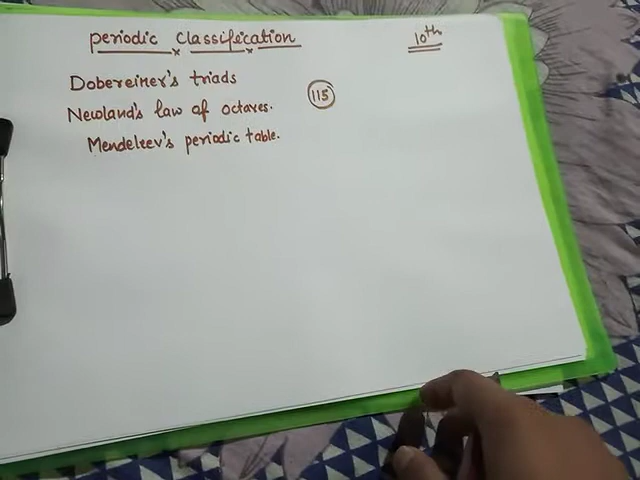 Periodic Classification
10th
Dobereiner's triads
Newland's law of octaves.
115
Mendeleev's periodic table.